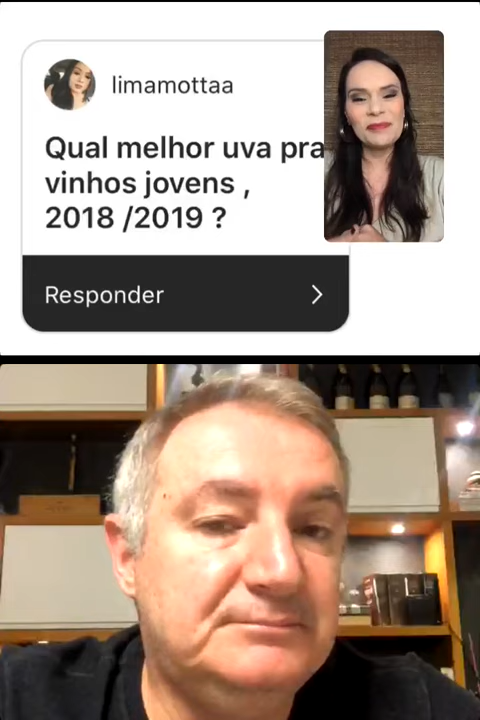 limamottaa
Qual melhor uva pra
vinhos jovens ,
2018 /2019 ?
Responder